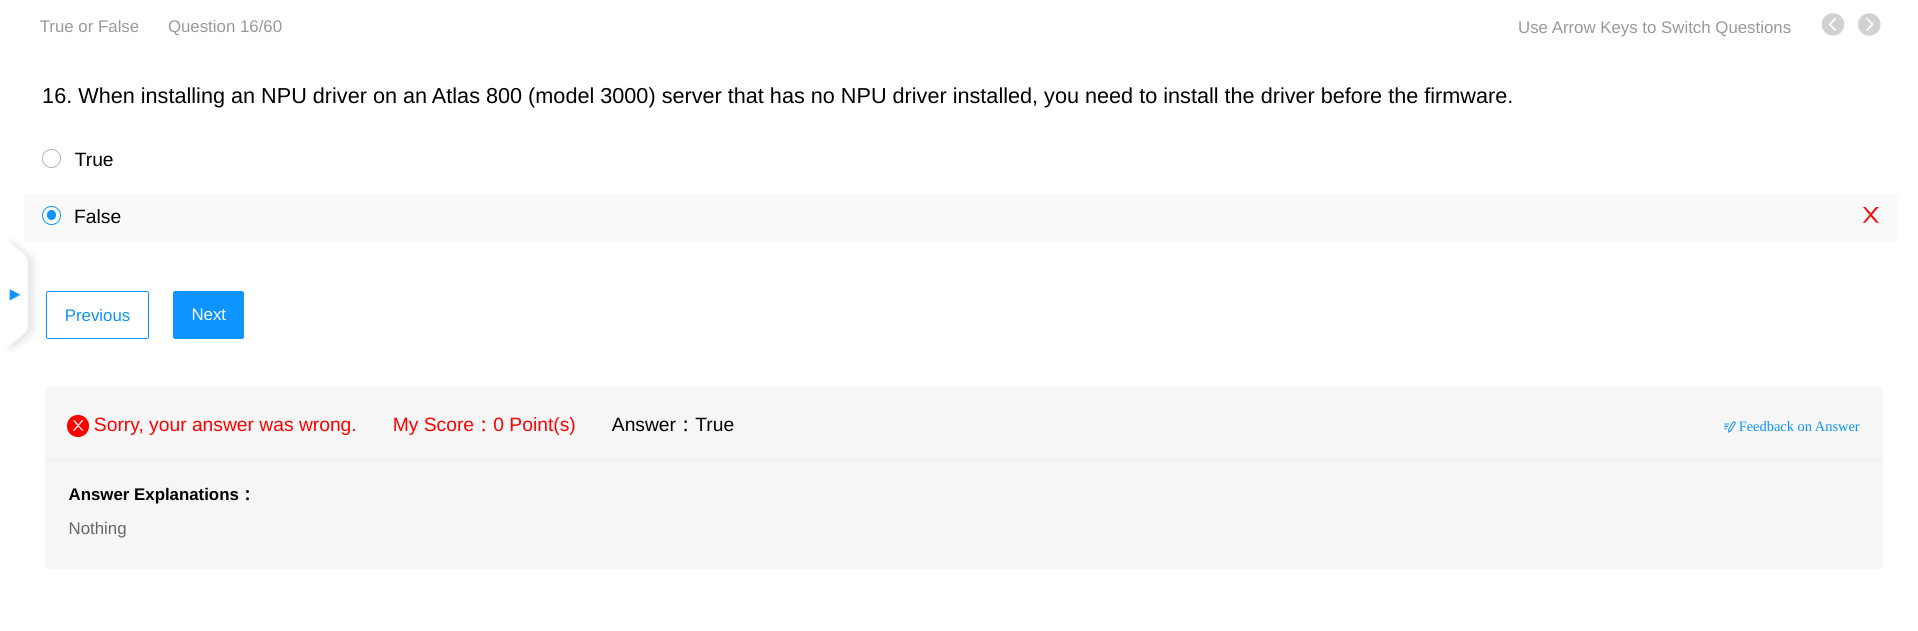 True or False Question 16/60 Use Arrow Keys to Switch Questions
16. When installing an NPU driver on an Atlas 800 (model 3000) server that has no NPU driver installed, you need to install the driver before the firmware.
True
False
Previous Next
Sorry, your answer was wrong. My Score：0 Point(s) Answer：True Feedback on Answer
Answer Explanations：
Nothing